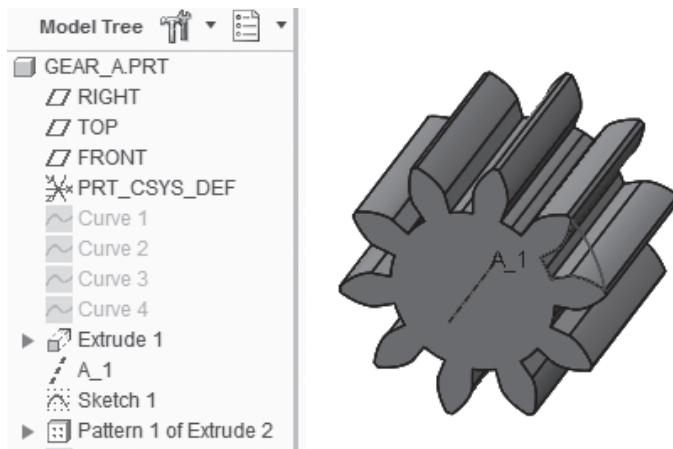 Model Tree
GEAR_A.PRT
RIGHT
TOP
FRONT
PRT_CSYS_DEF
Curve 1
Curve 2
Curve 3
Curve 4
Extrude 1
A_1
Sketch 1
Pattern 1 of Extrude 2
A_1